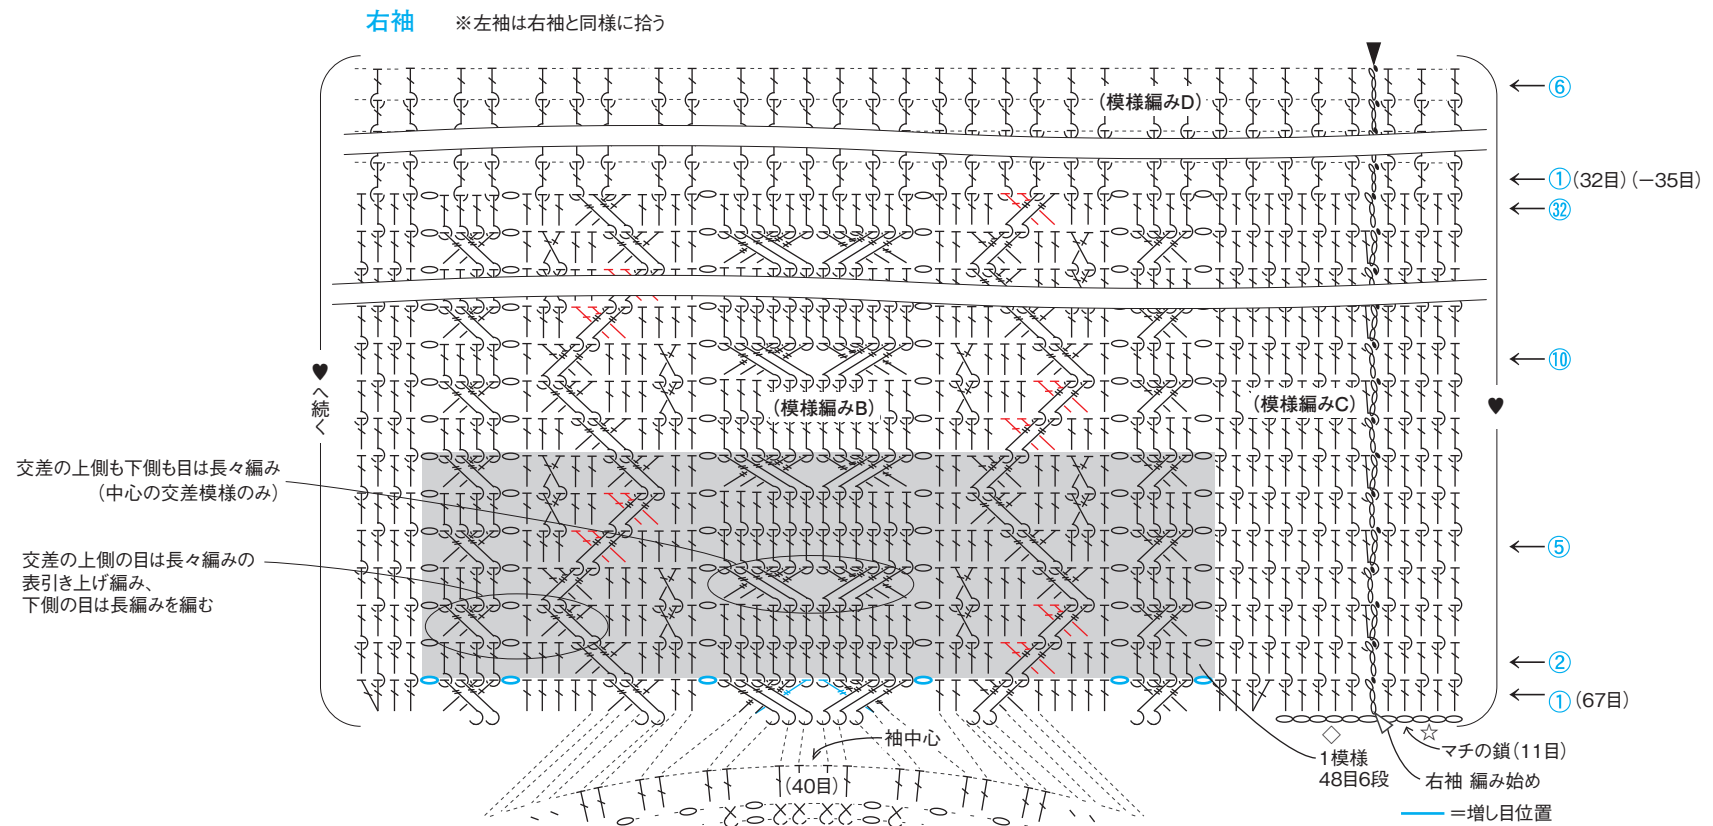 右袖 ※左袖は右袖と同様に拾う
⑥
(模様編みD)
①(32目)(−35目)
㉜
⑩
♥へ続く
(模様編みB)
(模様編みC)
♥
交差の上側も下側も目は長々編み
(中心の交差模様のみ)
⑤
交差の上側の目は長々編みの
表引き上げ編み、
下側の目は長編みを編む
②
①(67目)
袖中心
◇
☆
マチの鎖(11目)
1模様
48目6段
(40目)
右袖 編み始め
=増し目位置